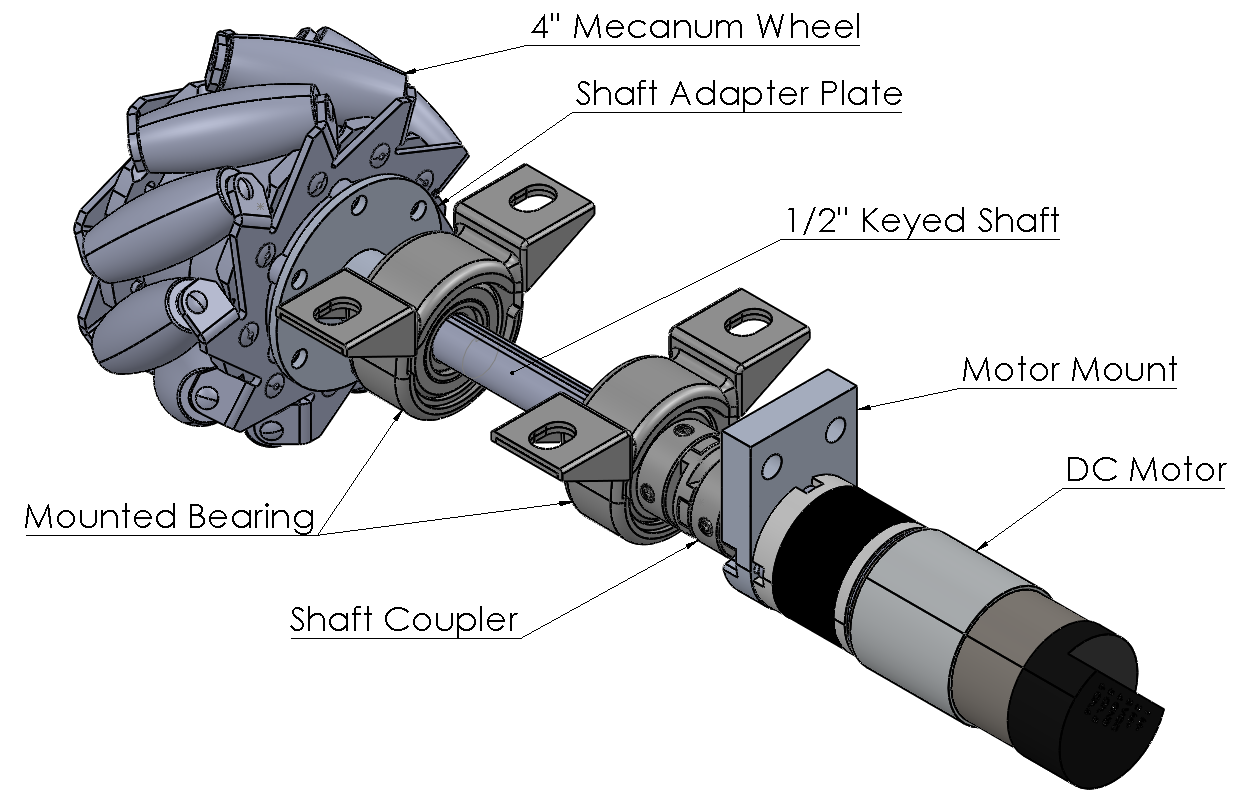 4" Mecanum Wheel
Shaft Adapter Plate
1/2" Keyed Shaft
Motor Mount
DC Motor
Mounted Bearing
Shaft Coupler